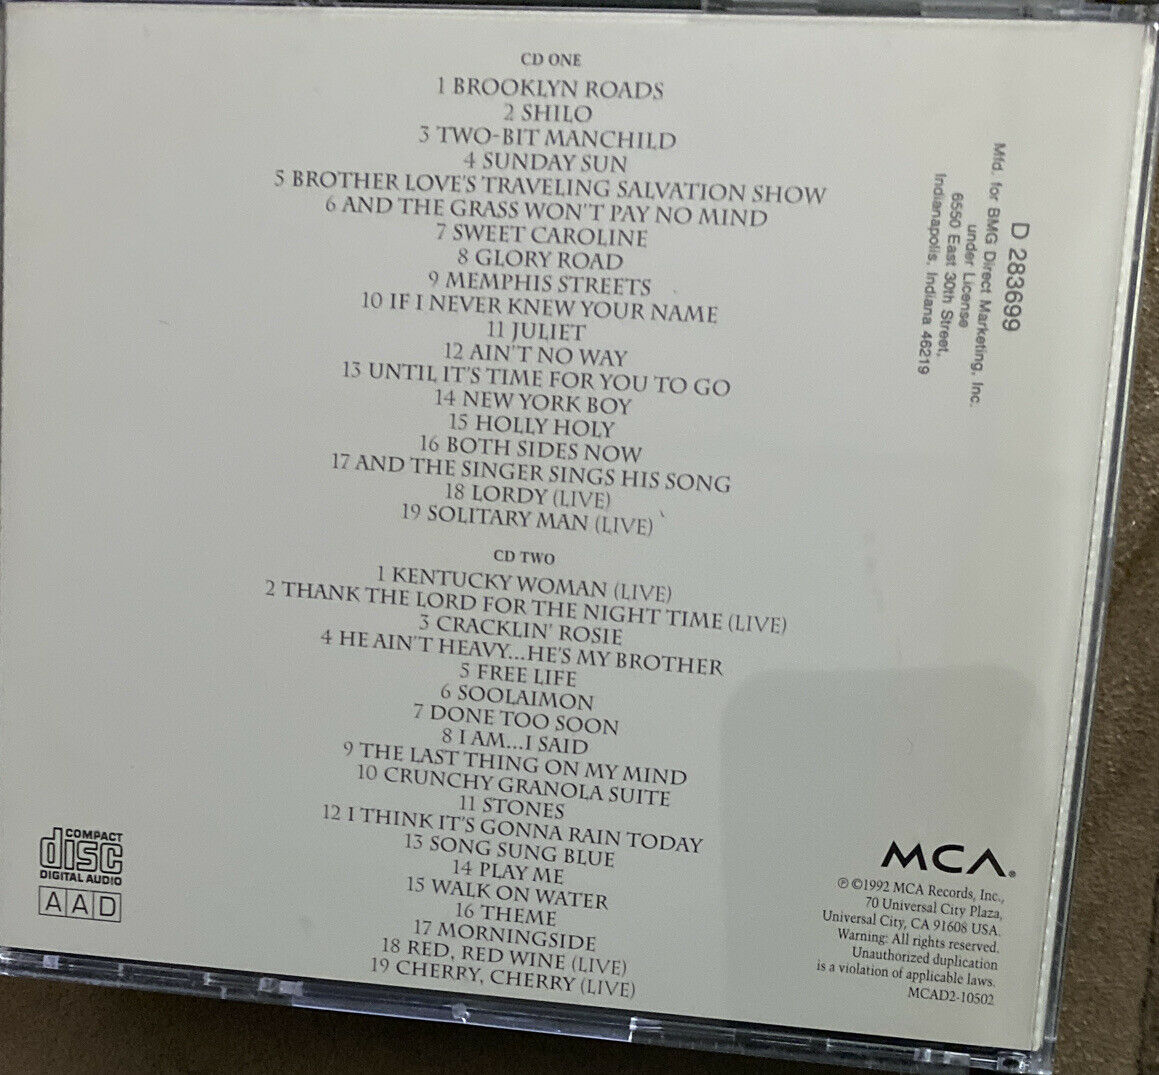 CD ONE
1 BROOKLYN ROADS
2 SHILO
3 TWO-BIT MANCHILD
4 SUNDAY SUN
5 BROTHER LOVE'S TRAVELING SALVATION SHOW
6 AND THE GRASS WON'T PAY NO MIND
7 SWEET CAROLINE
8 GLORY ROAD
9 MEMPHIS STREETS
10 IF I NEVER KNEW YOUR NAME
11 JULIET
12 AIN'T NO WAY
13 UNTIL IT'S TIME FOR YOU TO GO
14 NEW YORK BOY
15 HOLLY HOLY
16 BOTH SIDES NOW
17 AND THE SINGER SINGS HIS SONG
18 LORDY (LIVE)
19 SOLITARY MAN (LIVE)
CD TWO
1 KENTUCKY WOMAN (LIVE)
2 THANK THE LORD FOR THE NIGHT TIME (LIVE)
3 CRACKLIN' ROSIE
4 HE AIN'T HEAVY...HE'S MY BROTHER
5 FREE LIFE
6 SOOLAIMON
7 DONE TOO SOON
8 I AM...I SAID
9 THE LAST THING ON MY MIND
10 CRUNCHY GRANOLA SUITE
11 STONES
12 I THINK IT'S GONNA RAIN TODAY
13 SONG SUNG BLUE
14 PLAY ME
15 WALK ON WATER
16 THEME
17 MORNINGSIDE
18 RED, RED WINE (LIVE)
19 CHERRY, CHERRY (LIVE)
D 283699
Mfd. for BMG Direct Marketing, Inc.
under License
6550 East 30th Street,
Indianapolis, Indiana 46219
COMPACT
disc
DIGITAL AUDIO
AAD
MCA®
℗ ©1992 MCA Records, Inc.,
70 Universal City Plaza,
Universal City, CA 91608 USA.
Warning: All rights reserved.
Unauthorized duplication
is a violation of applicable laws.
MCAD2-10502